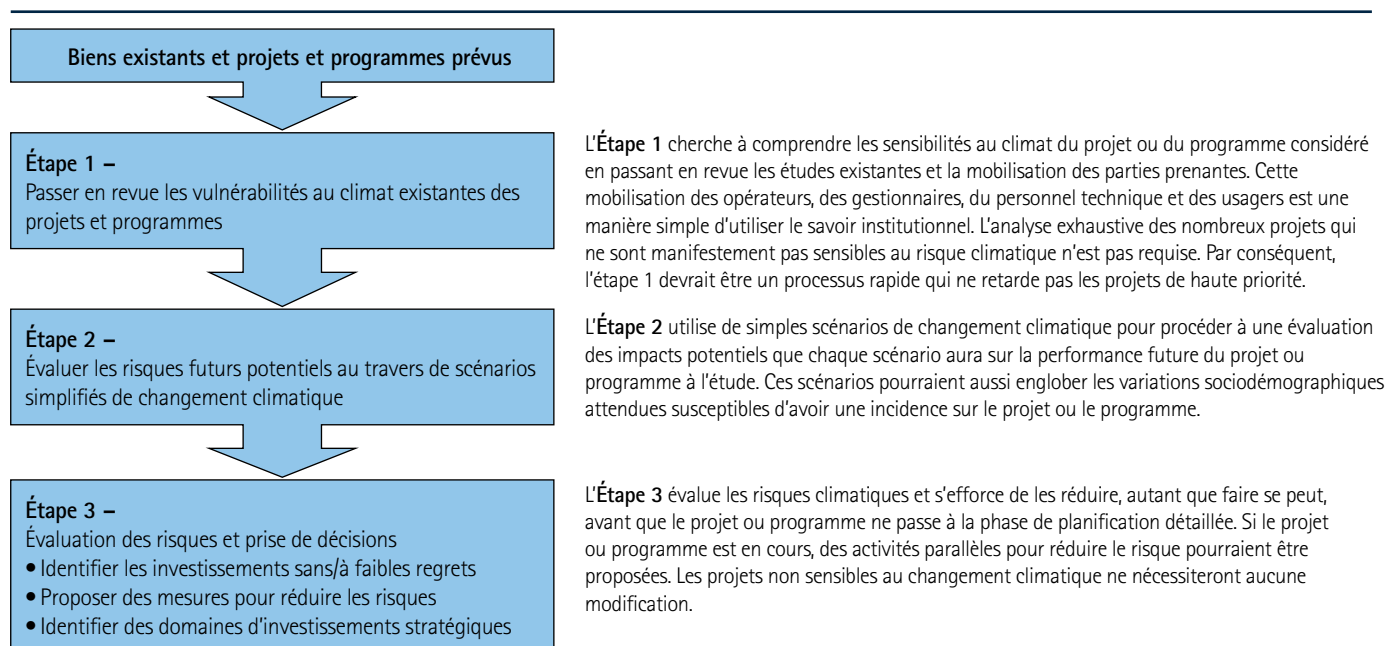 Biens existants et projets et programmes prévus
Étape 1 –
Passer en revue les vulnérabilités au climat existantes des
projets et programmes
L'Étape 1 cherche à comprendre les sensibilités au climat du projet ou du programme considéré
en passant en revue les études existantes et la mobilisation des parties prenantes. Cette
mobilisation des opérateurs, des gestionnaires, du personnel technique et des usagers est une
manière simple d'utiliser le savoir institutionnel. L'analyse exhaustive des nombreux projets qui
ne sont manifestement pas sensibles au risque climatique n'est pas requise. Par conséquent,
l'étape 1 devrait être un processus rapide qui ne retarde pas les projets de haute priorité.
Étape 2 –
Évaluer les risques futurs potentiels au travers de scénarios
simplifiés de changement climatique
L'Étape 2 utilise de simples scénarios de changement climatique pour procéder à une évaluation
des impacts potentiels que chaque scénario aura sur la performance future du projet ou
programme à l'étude. Ces scénarios pourraient aussi englober les variations sociodémographiques
attendues susceptibles d'avoir une incidence sur le projet ou le programme.
Étape 3 –
Évaluation des risques et prise de décisions
• Identifier les investissements sans/à faibles regrets
• Proposer des mesures pour réduire les risques
• Identifier des domaines d'investissements stratégiques
L'Étape 3 évalue les risques climatiques et s'efforce de les réduire, autant que faire se peut,
avant que le projet ou programme ne passe à la phase de planification détaillée. Si le projet
ou programme est en cours, des activités parallèles pour réduire le risque pourraient être
proposées. Les projets non sensibles au changement climatique ne nécessiteront aucune
modification.